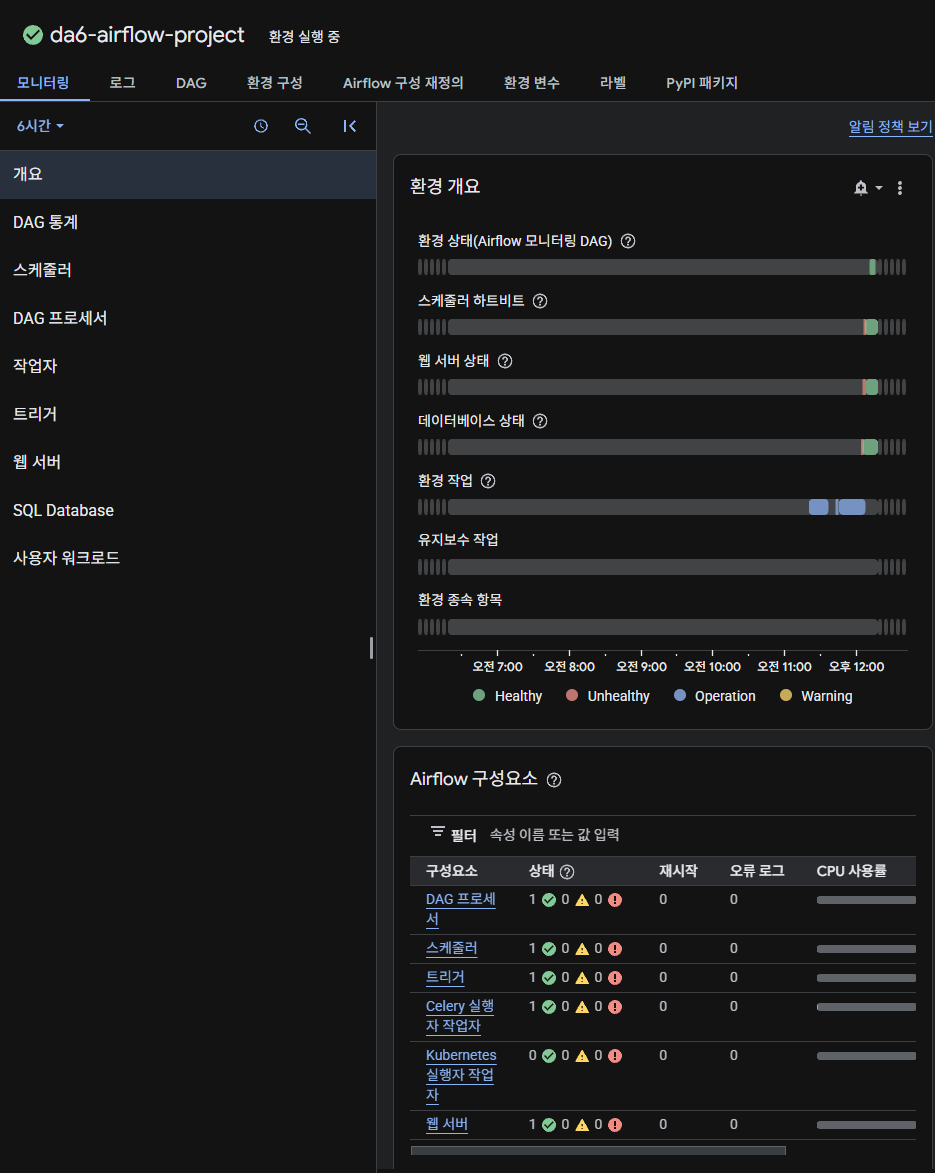 da6-airflow-project 환경 실행 중
모니터링 로그 DAG 환경 구성 Airflow 구성 재정의 환경 변수 라벨 PyPI 패키지
6시간
개요
DAG 통계
스케줄러
DAG 프로세서
작업자
트리거
웹 서버
SQL Database
사용자 워크로드
알림 정책 보기
환경 개요
환경 상태(Airflow 모니터링 DAG)
스케줄러 하트비트
웹 서버 상태
데이터베이스 상태
환경 작업
유지보수 작업
환경 종속 항목
오전 7:00 오전 8:00 오전 9:00 오전 10:00 오전 11:00 오후 12:00
Healthy Unhealthy Operation Warning
Airflow 구성요소
필터 속성 이름 또는 값 입력
구성요소 상태 재시작 오류 로그 CPU 사용률
DAG 프로세 1 0 0 0 0
서
스케줄러 1 0 0 0 0
트리거 1 0 0 0 0
Celery 실행 1 0 0 0 0
자 작업자
Kubernetes 0 0 0 0 0
실행자 작업
자
웹 서버 1 0 0 0 0